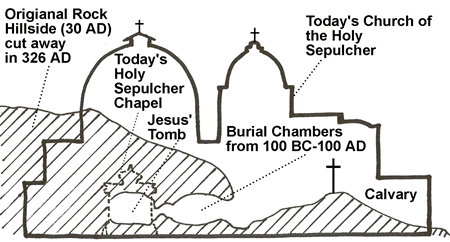 Origianal Rock
Hillside (30 AD)
cut away
in 326 AD
Today's
Holy
Sepulcher
Chapel
Jesus'
Tomb
Today's Church of
the Holy
Sepulcher
Burial Chambers
from 100 BC-100 AD
Calvary